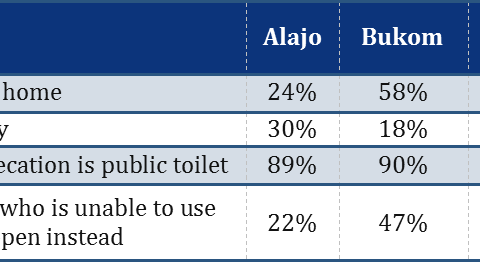 Alajo Bukom
home 24% 58%
y 30% 18%
ecation is public toilet 89% 90%
who is unable to use
pen instead 22% 47%